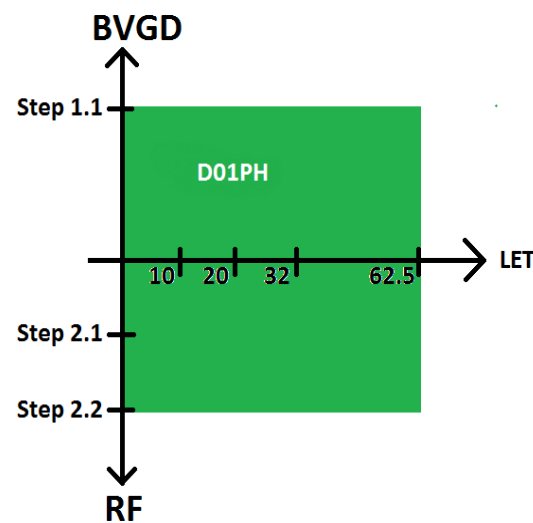 BVGD
Step 1.1
D01PH
LET
10 20 32 62.5
Step 2.1
Step 2.2
RF